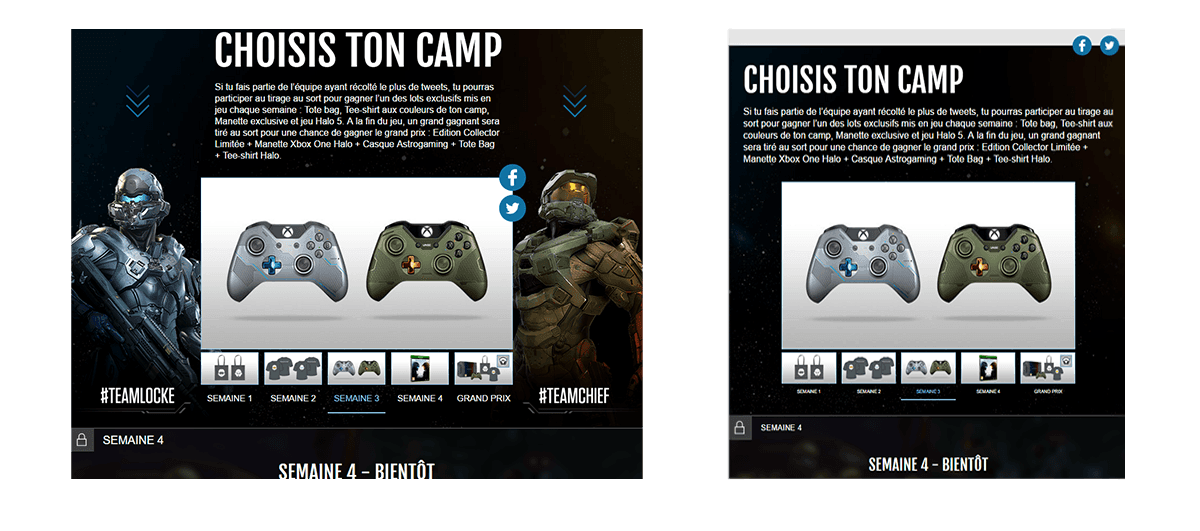 CHOISIS TON CAMP
Si tu fais partie de l'équipe ayant récolté le plus de tweets, tu pourras
participer au tirage au sort pour gagner l'un des lots exclusifs mis en
jeu chaque semaine : Tote bag, Tee-shirt aux couleurs de ton camp,
Manette exclusive et jeu Halo 5. A la fin du jeu, un grand gagnant sera
tiré au sort pour une chance de gagner le grand prix : Edition Collector
Limitée + Manette Xbox One Halo + Casque Astrogaming + Tote Bag
+ Tee-shirt Halo.
#TEAMLOCKE
SEMAINE 1
SEMAINE 2
SEMAINE 3
SEMAINE 4
GRAND PRIX
#TEAMCHIEF
SEMAINE 4
SEMAINE 4 - BIENTÔT
CHOISIS TON CAMP
Si tu fais partie de l'équipe ayant récolté le plus de tweets, tu pourras participer au tirage au
sort pour gagner l'un des lots exclusifs mis en jeu chaque semaine : Tote bag, Tee-shirt aux
couleurs de ton camp, Manette exclusive et jeu Halo 5. A la fin du jeu, un grand gagnant
sera tiré au sort pour une chance de gagner le grand prix : Edition Collector Limitée +
Manette Xbox One Halo + Casque Astrogaming + Tote Bag + Tee-shirt Halo.
SEMAINE 1
SEMAINE 2
SEMAINE 3
SEMAINE 4
GRAND PRIX
SEMAINE 4
SEMAINE 4 - BIENTÔT